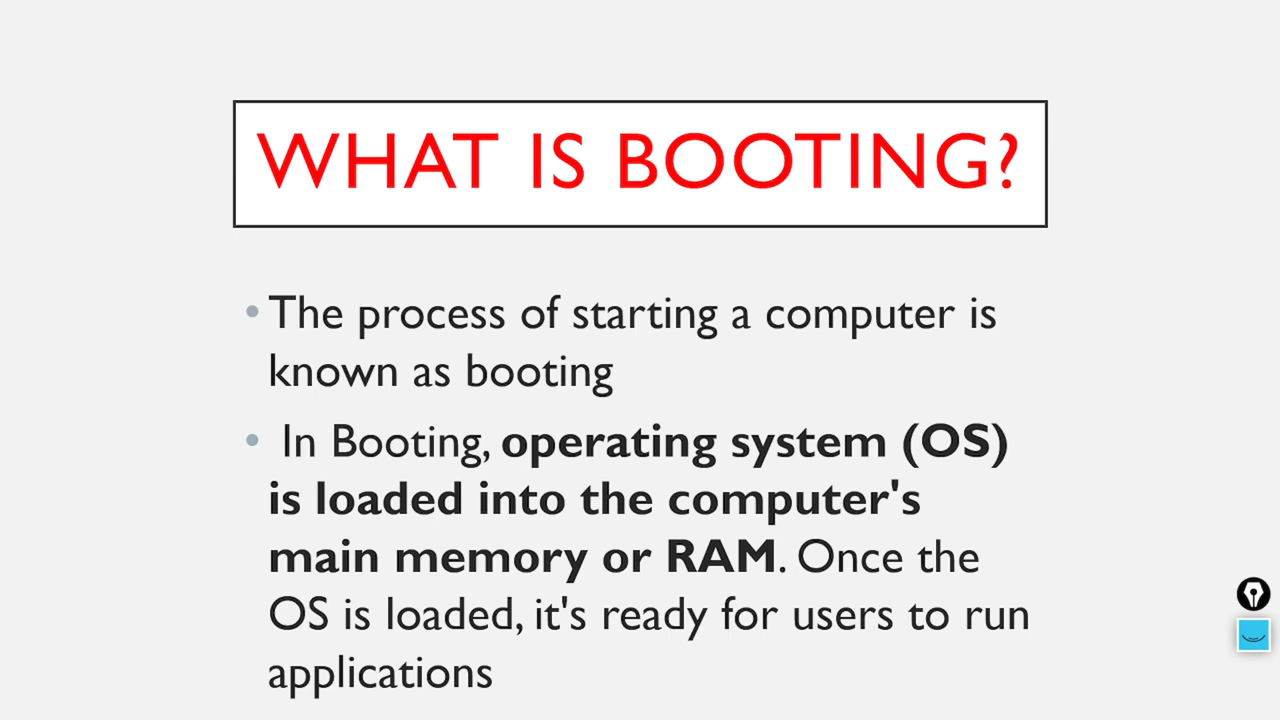 WHAT IS BOOTING?
• The process of starting a computer is
known as booting
• In Booting, operating system (OS)
is loaded into the computer's
main memory or RAM. Once the
OS is loaded, it's ready for users to run
applications